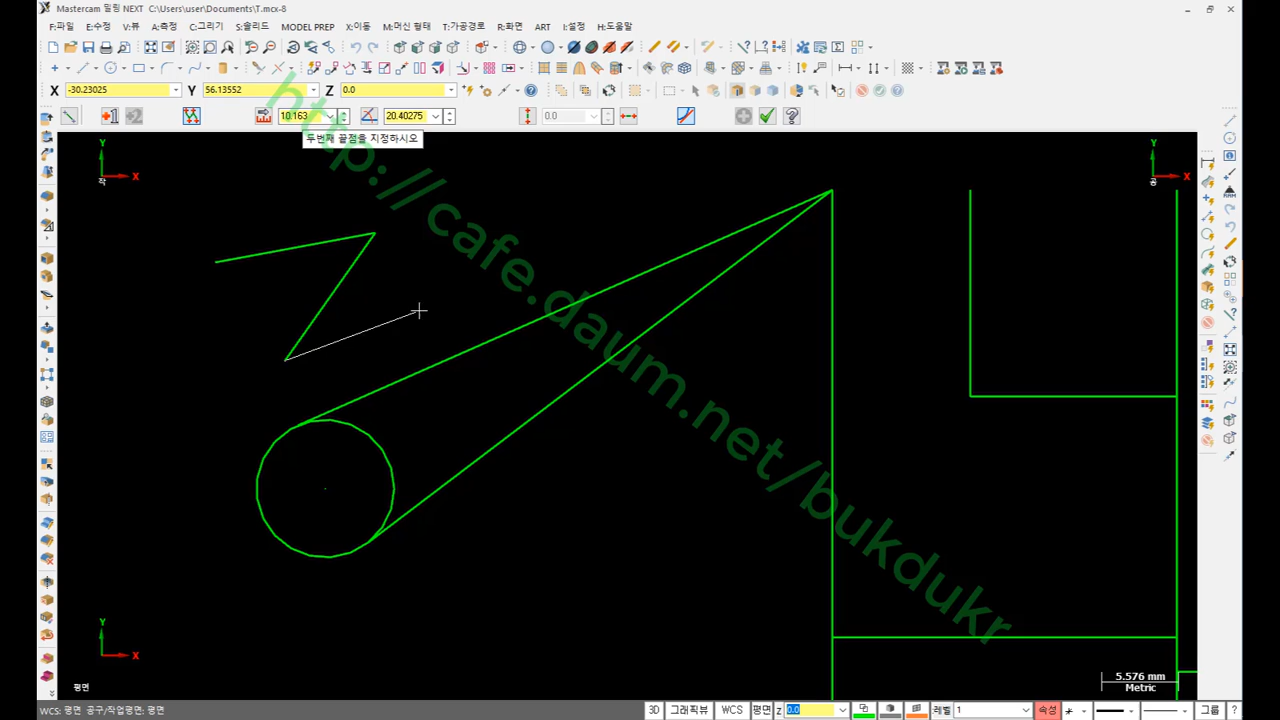 Mastercam 밀링 NEXT C:\Users\user\Documents\T.mcx-8
F:파일 E:수정 V:뷰 A:측정 C:그리기 S:솔리드 MODEL PREP X:이동 M:머신 형태 T:가공경로 R:화면 ART I:설정 H:도움말
X -30.23025 Y 56.13552 Z 0.0
10.163 20.40275 0.0
두번째 끝점을 지정하시오
Y Y
작 X 공 X
http://cafe.daum.net/bukdukr
Y
X
5.576 mm
평면 Metric
WCS: 평면 공구/작업평면: 평면 3D 그래픽뷰 WCS 평면 Z 0.0 레벨 1 속성 그룹 ?